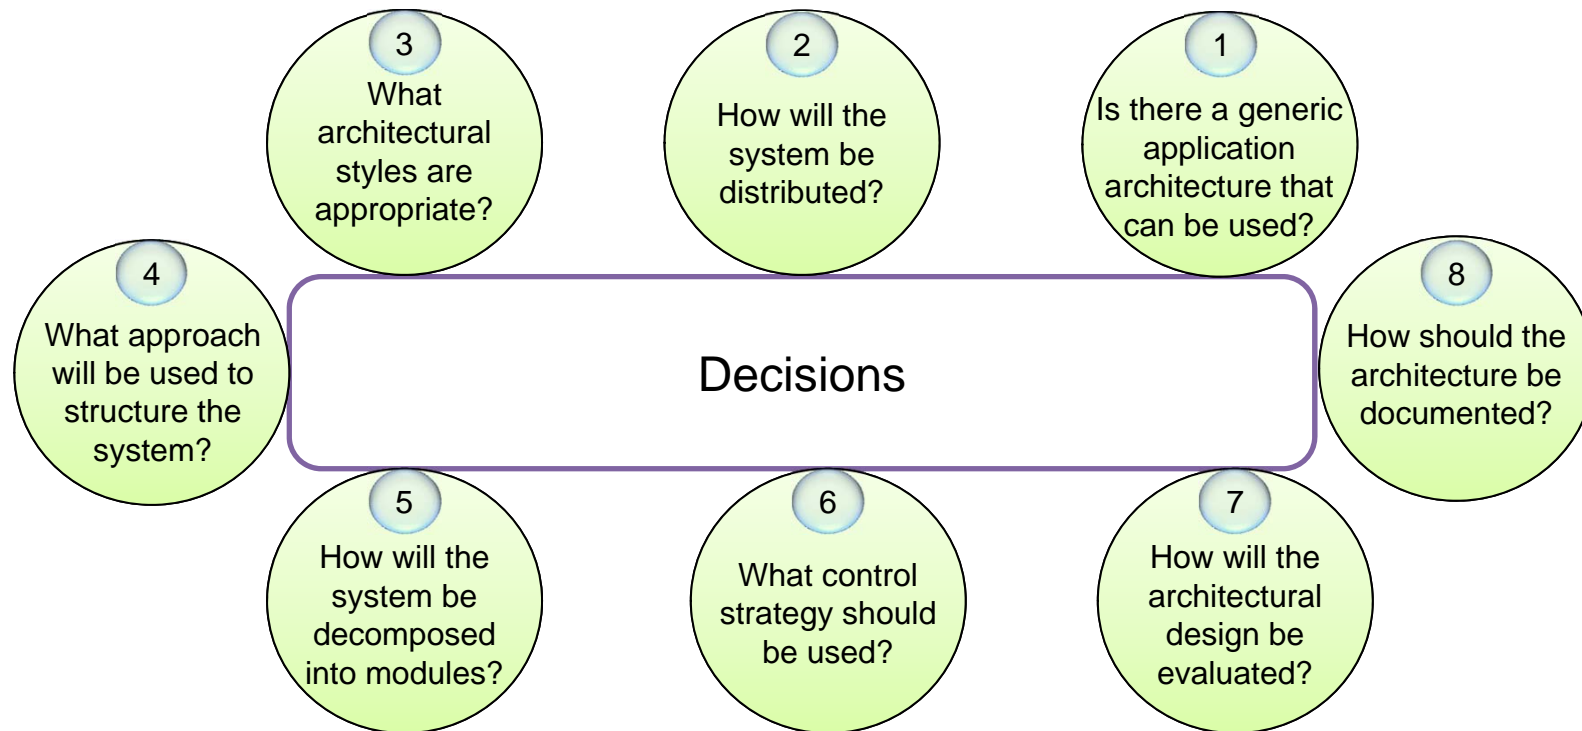 3
What
architectural
styles are
appropriate?
2
How will the
system be
distributed?
1
Is there a generic
application
architecture that
can be used?
4
What approach
will be used to
structure the
system?
Decisions
8
How should the
architecture be
documented?
5
How will the
system be
decomposed
into modules?
6
What control
strategy should
be used?
7
How will the
architectural
design be
evaluated?